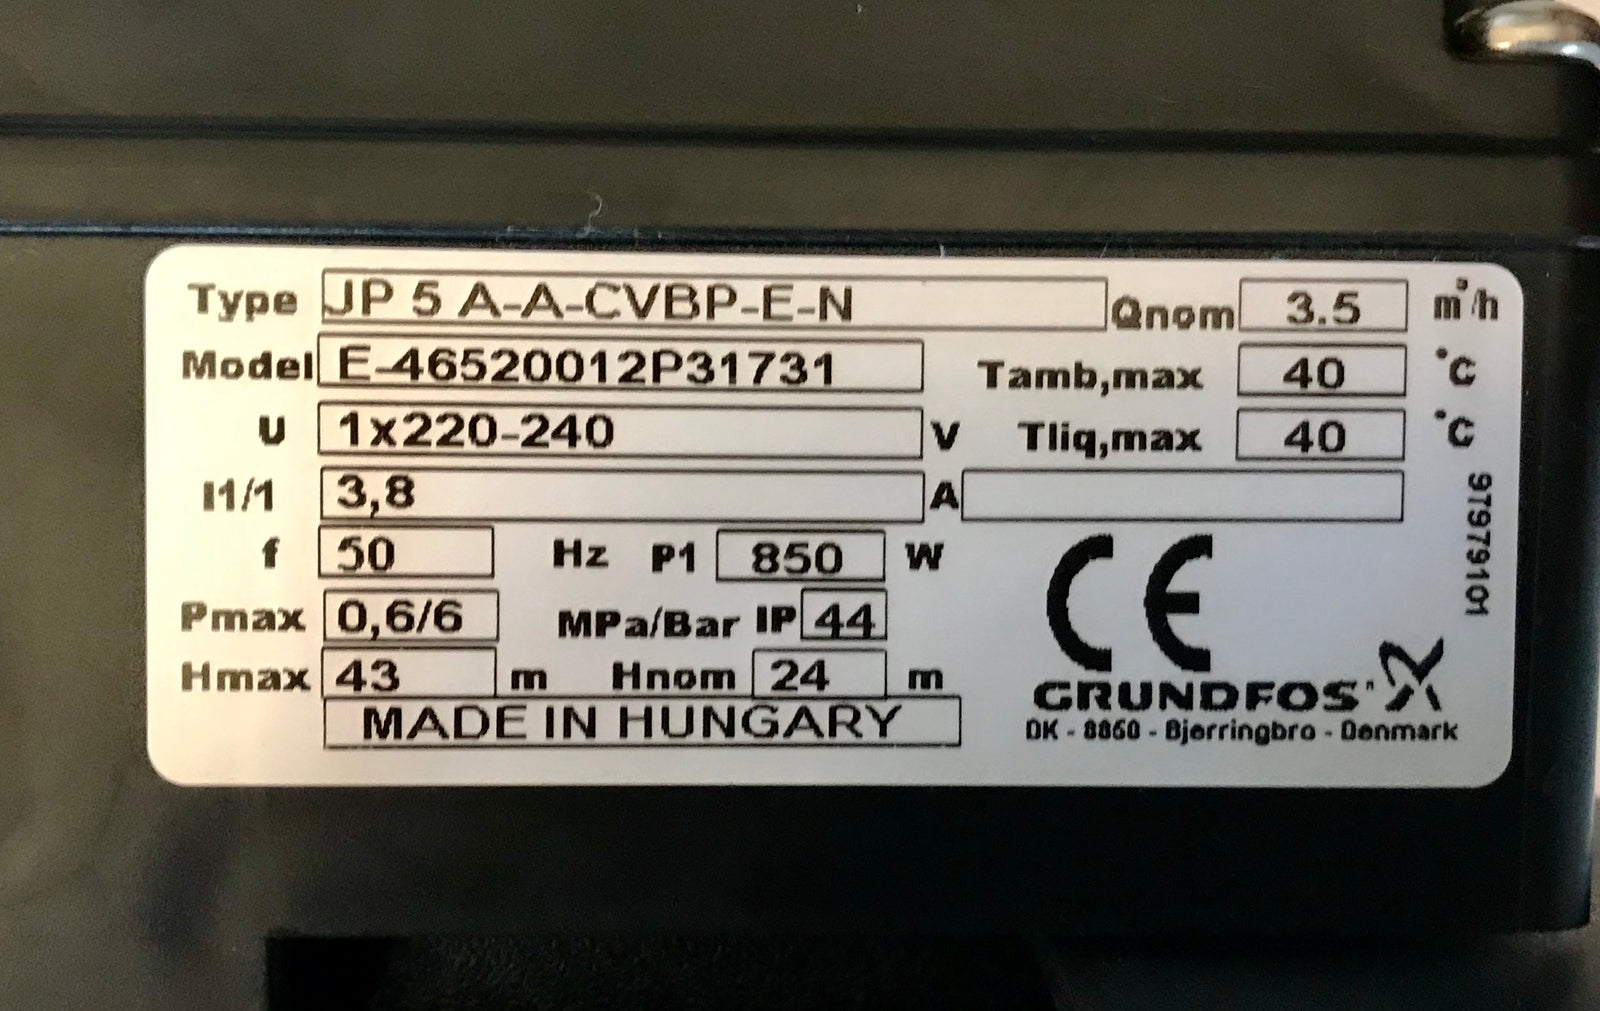 Type JP 5 A-A-CVBP-E-N Qnom 3.5 m³/h
Model E-46520012P31731 Tamb,max 40 °C
U 1x220-240 V Tliq,max 40 °C
I1/1 3,8 A
f 50 Hz P1 850 W
Pmax 0,6/6 MPa/Bar IP 44
Hmax 43 m Hnom 24 m
MADE IN HUNGARY
CE
GRUNDFOS
DK - 8860 - Bjerringbro - Denmark
97979101